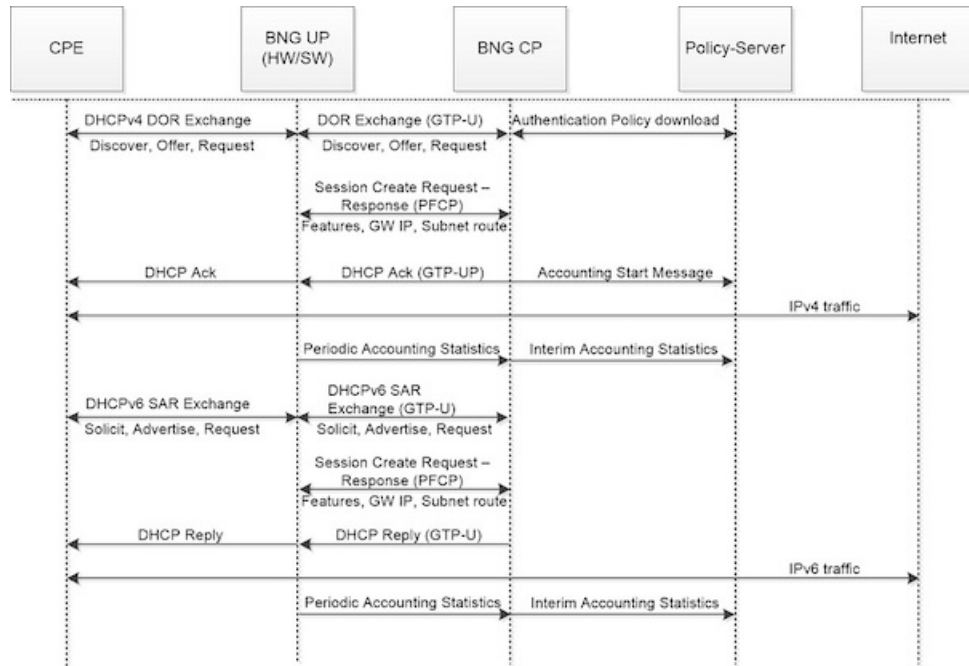 CPE
BNG UP
(HW/SW)
BNG CP
Policy-Server
Internet
DHCPv4 DOR Exchange
Discover, Offer, Request
DOR Exchange (GTP-U)
Discover, Offer, Request
Authentication Policy download
Session Create Request –
Response (PFCP)
Features, GW IP, Subnet route
DHCP Ack
DHCP Ack (GTP-UP)
Accounting Start Message
IPv4 traffic
Periodic Accounting Statistics
Interim Accounting Statistics
DHCPv6 SAR Exchange
Solicit, Advertise, Request
DHCPv6 SAR
Exchange (GTP-U)
Solicit, Advertise, Request
Session Create Request –
Response (PFCP)
Features, GW IP, Subnet route
DHCP Reply
DHCP Reply (GTP-U)
IPv6 traffic
Periodic Accounting Statistics
Interim Accounting Statistics